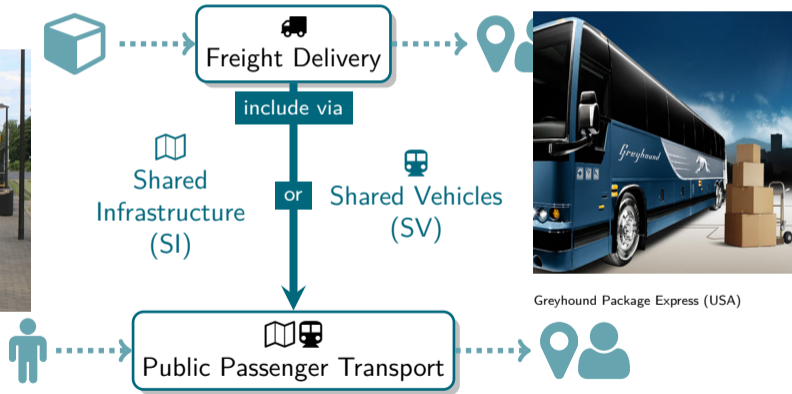 Freight Delivery
include via
Shared
Infrastructure
(SI)
or
Shared Vehicles
(SV)
Greyhound
Greyhound Package Express (USA)
Public Passenger Transport